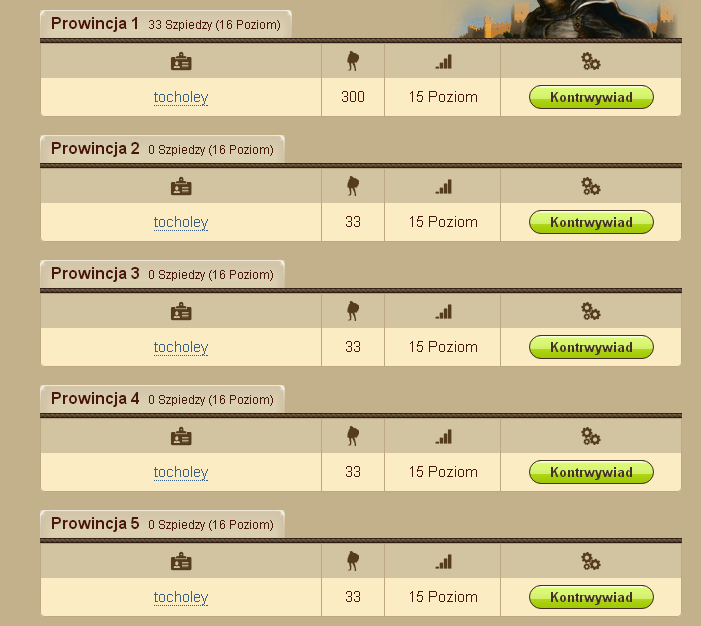 Prowincja 1 33 Szpiedzy (16 Poziom)
tocholey 300 15 Poziom Kontrwywiad
Prowincja 2 0 Szpiedzy (16 Poziom)
tocholey 33 15 Poziom Kontrwywiad
Prowincja 3 0 Szpiedzy (16 Poziom)
tocholey 33 15 Poziom Kontrwywiad
Prowincja 4 0 Szpiedzy (16 Poziom)
tocholey 33 15 Poziom Kontrwywiad
Prowincja 5 0 Szpiedzy (16 Poziom)
tocholey 33 15 Poziom Kontrwywiad